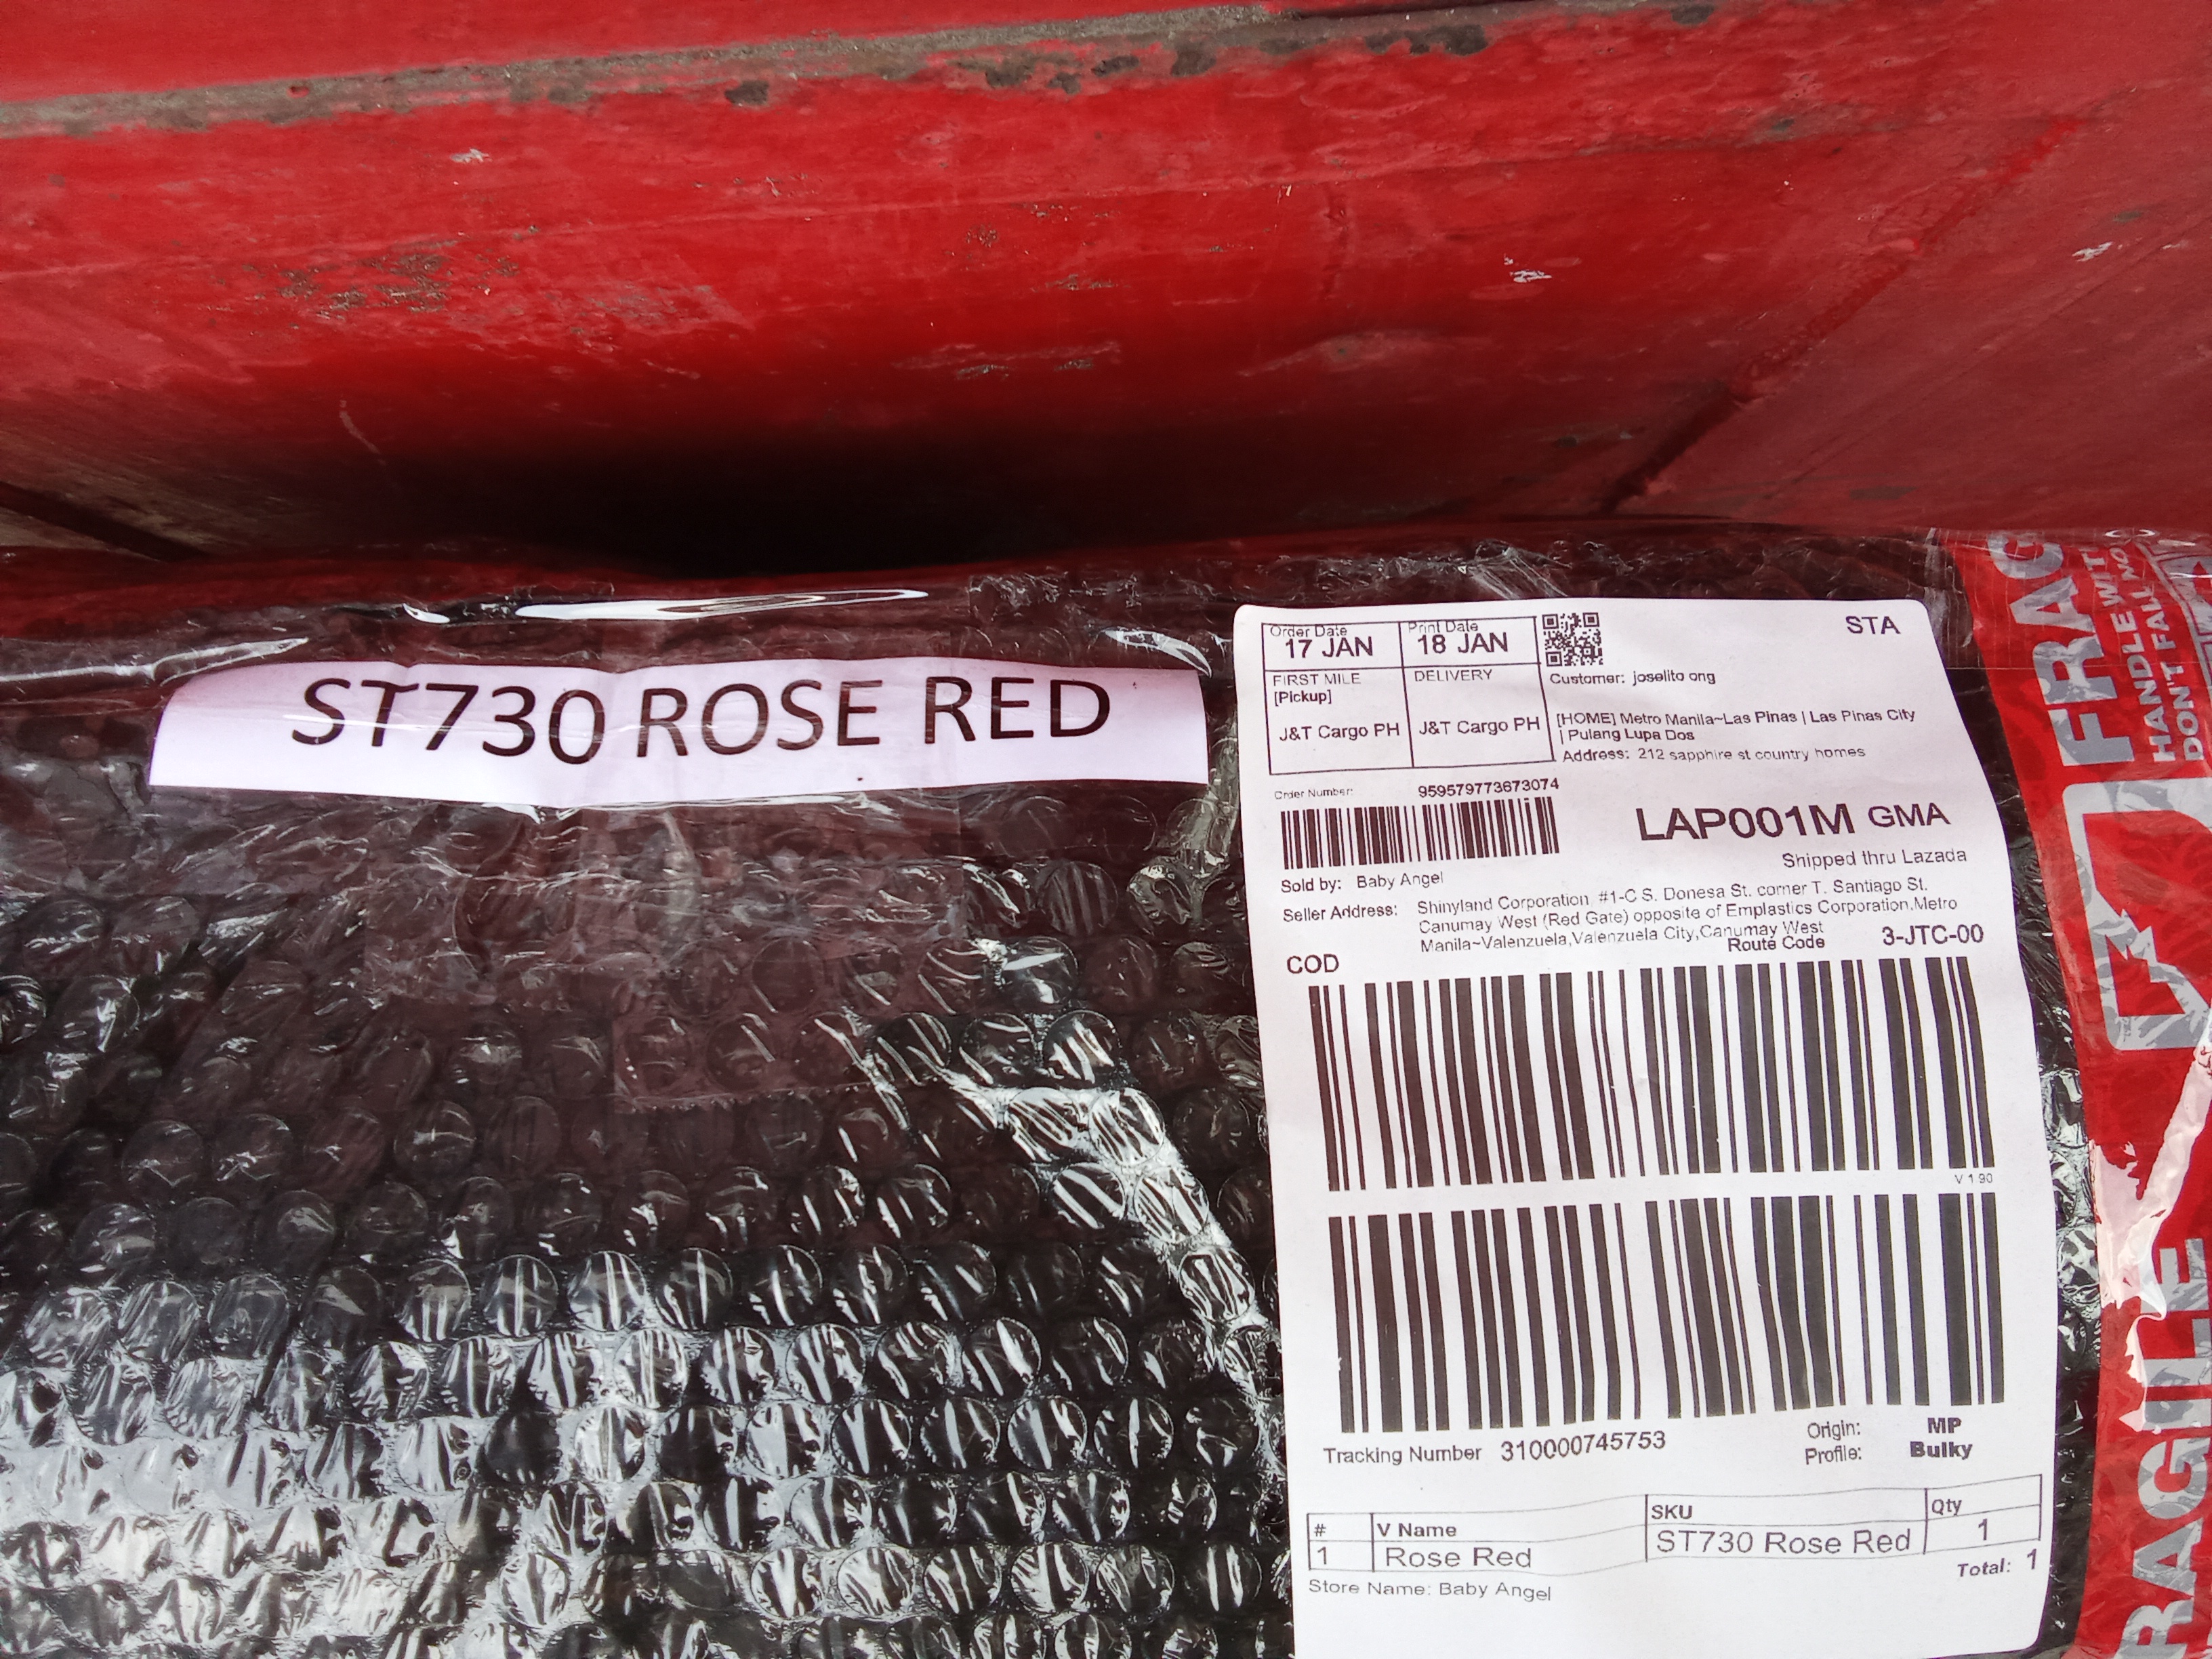 ST730 ROSE RED
Order Date
17 JAN
Print Date
18 JAN
STA
FIRST MILE
[Pickup]
J&T Cargo PH
DELIVERY
J&T Cargo PH
Customer: joselito ong
[HOME] Metro Manila~Las Pinas | Las Pinas City
| Pulang Lupa Dos
Address: 212 sapphire st country homes
Order Number: 959579773673074
LAP001M GMA
Shipped thru Lazada
Sold by: Baby Angel
Seller Address: Shinyland Corporation, #1-C S. Donesa St. corner T. Santiago St.
Canumay West (Red Gate) opposite of Emplastics Corporation,Metro
Manila~Valenzuela,Valenzuela City,Canumay West
Route Code 3-JTC-00
COD
V 1.90
Tracking Number 310000745753
Origin: MP
Profile: Bulky
# V Name SKU Qty
1 Rose Red ST730 Rose Red 1
Total: 1
Store Name: Baby Angel
FRAG
HANDLE WIT
DON'T FALL NO
FRAGILE